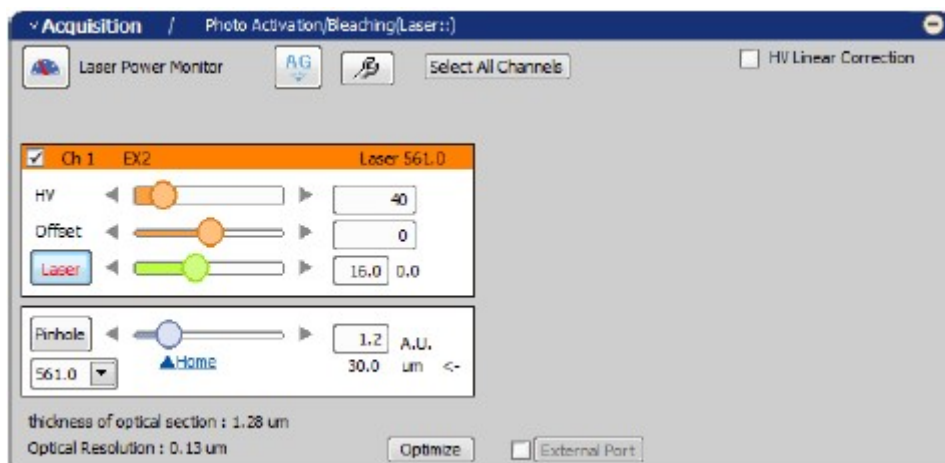 Acquisition / Photo Activation/Bleaching(Laser::)
Laser Power Monitor AG Select All Channels HV Linear Correction
Ch 1 EX2 Laser 561.0
HV 40
Offset 0
Laser 16.0 0.0
Pinhole 1.2 A.U.
Home
561.0 30.0 um <-
thickness of optical section : 1.28 um
Optical Resolution : 0.13 um Optimize External Port